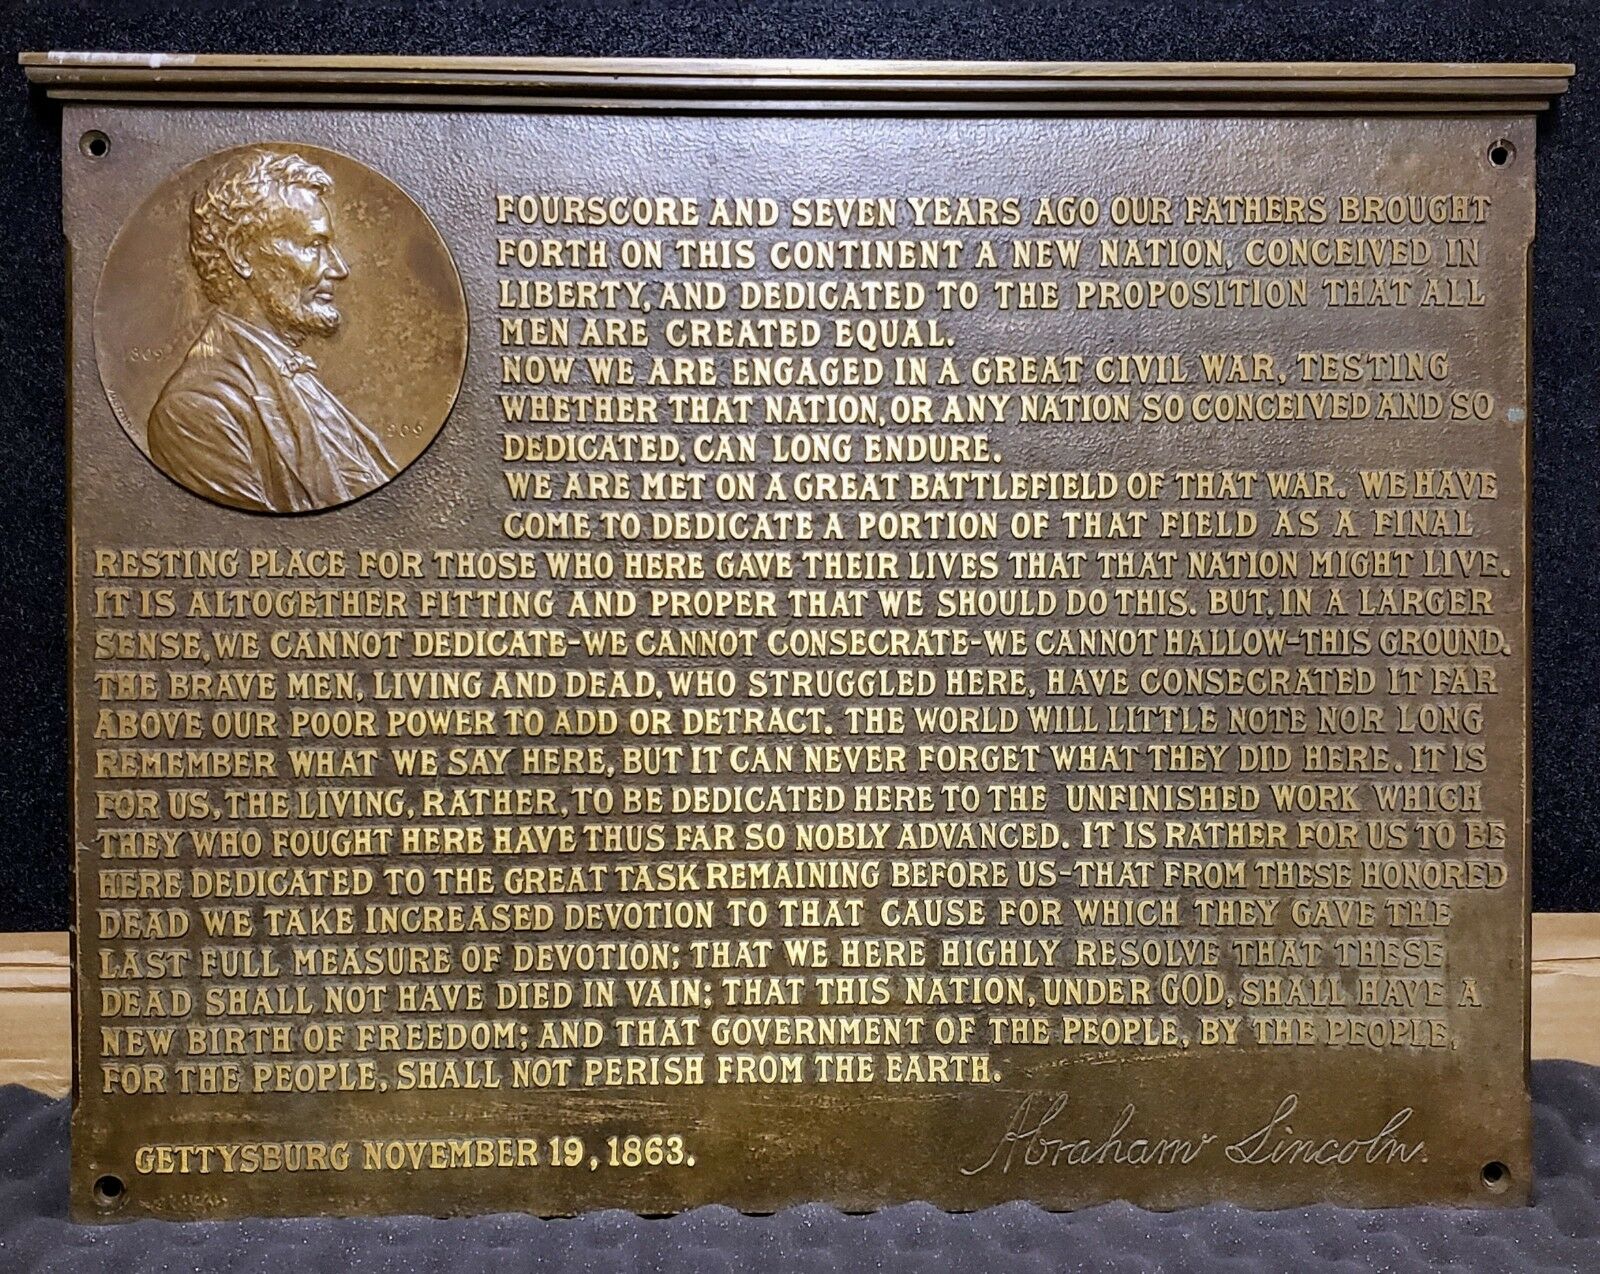 1809
1909
FOURSCORE AND SEVEN YEARS AGO OUR FATHERS BROUGHT
FORTH ON THIS CONTINENT A NEW NATION, CONCEIVED IN
LIBERTY, AND DEDICATED TO THE PROPOSITION THAT ALL
MEN ARE CREATED EQUAL.
NOW WE ARE ENGAGED IN A GREAT CIVIL WAR, TESTING
WHETHER THAT NATION, OR ANY NATION SO CONCEIVED AND SO
DEDICATED, CAN LONG ENDURE.
WE ARE MET ON A GREAT BATTLEFIELD OF THAT WAR. WE HAVE
COME TO DEDICATE A PORTION OF THAT FIELD AS A FINAL
RESTING PLACE FOR THOSE WHO HERE GAVE THEIR LIVES THAT THAT NATION MIGHT LIVE.
IT IS ALTOGETHER FITTING AND PROPER THAT WE SHOULD DO THIS. BUT, IN A LARGER
SENSE, WE CANNOT DEDICATE-WE CANNOT CONSECRATE-WE CANNOT HALLOW-THIS GROUND.
THE BRAVE MEN, LIVING AND DEAD, WHO STRUGGLED HERE, HAVE CONSECRATED IT FAR
ABOVE OUR POOR POWER TO ADD OR DETRACT. THE WORLD WILL LITTLE NOTE NOR LONG
REMEMBER WHAT WE SAY HERE, BUT IT CAN NEVER FORGET WHAT THEY DID HERE. IT IS
FOR US, THE LIVING, RATHER, TO BE DEDICATED HERE TO THE UNFINISHED WORK WHICH
THEY WHO FOUGHT HERE HAVE THUS FAR SO NOBLY ADVANCED. IT IS RATHER FOR US TO BE
HERE DEDICATED TO THE GREAT TASK REMAINING BEFORE US-THAT FROM THESE HONORED
DEAD WE TAKE INCREASED DEVOTION TO THAT CAUSE FOR WHICH THEY GAVE THE
LAST FULL MEASURE OF DEVOTION; THAT WE HERE HIGHLY RESOLVE THAT THESE
DEAD SHALL NOT HAVE DIED IN VAIN; THAT THIS NATION, UNDER GOD, SHALL HAVE A
NEW BIRTH OF FREEDOM; AND THAT GOVERNMENT OF THE PEOPLE, BY THE PEOPLE,
FOR THE PEOPLE, SHALL NOT PERISH FROM THE EARTH.
GETTYSBURG NOVEMBER 19, 1863.
Abraham Lincoln.